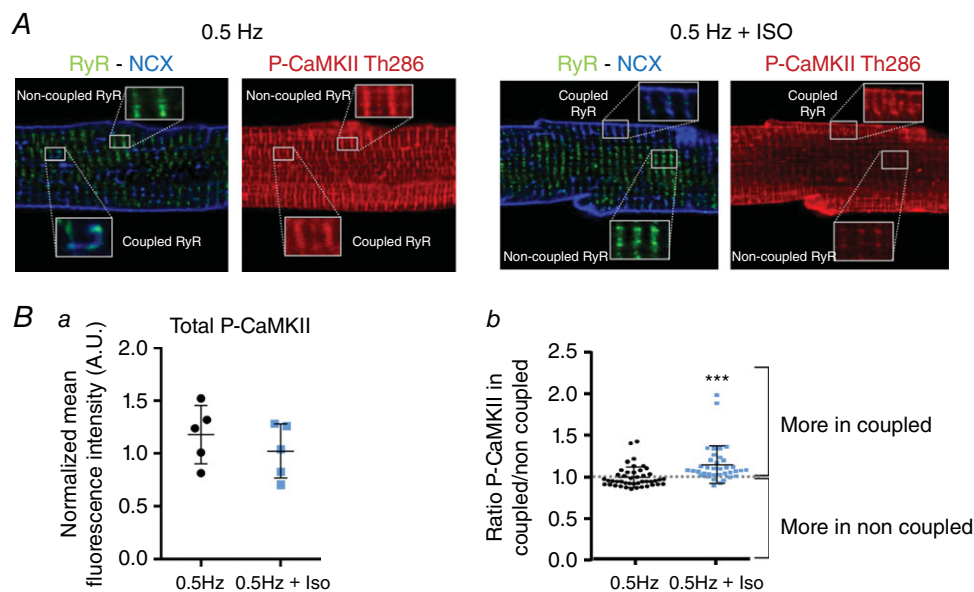 A
0.5 Hz
0.5 Hz + ISO
RyR - NCX
P-CaMKII Th286
RyR - NCX
P-CaMKII Th286
Non-coupled RyR
Non-coupled RyR
Coupled
RyR
Coupled
RyR
Coupled RyR
Coupled RyR
Non-coupled RyR
Non-coupled RyR
B
a
Total P-CaMKII
Normalized mean
fluorescence intensity (A.U.)
2.0
1.5
1.0
0.5
0.0
0.5Hz
0.5Hz + Iso
b
Ratio P-CaMKII in
coupled/non coupled
2.5
2.0
1.5
1.0
0.5
0.0
***
0.5Hz
0.5Hz + Iso
More in coupled
More in non coupled